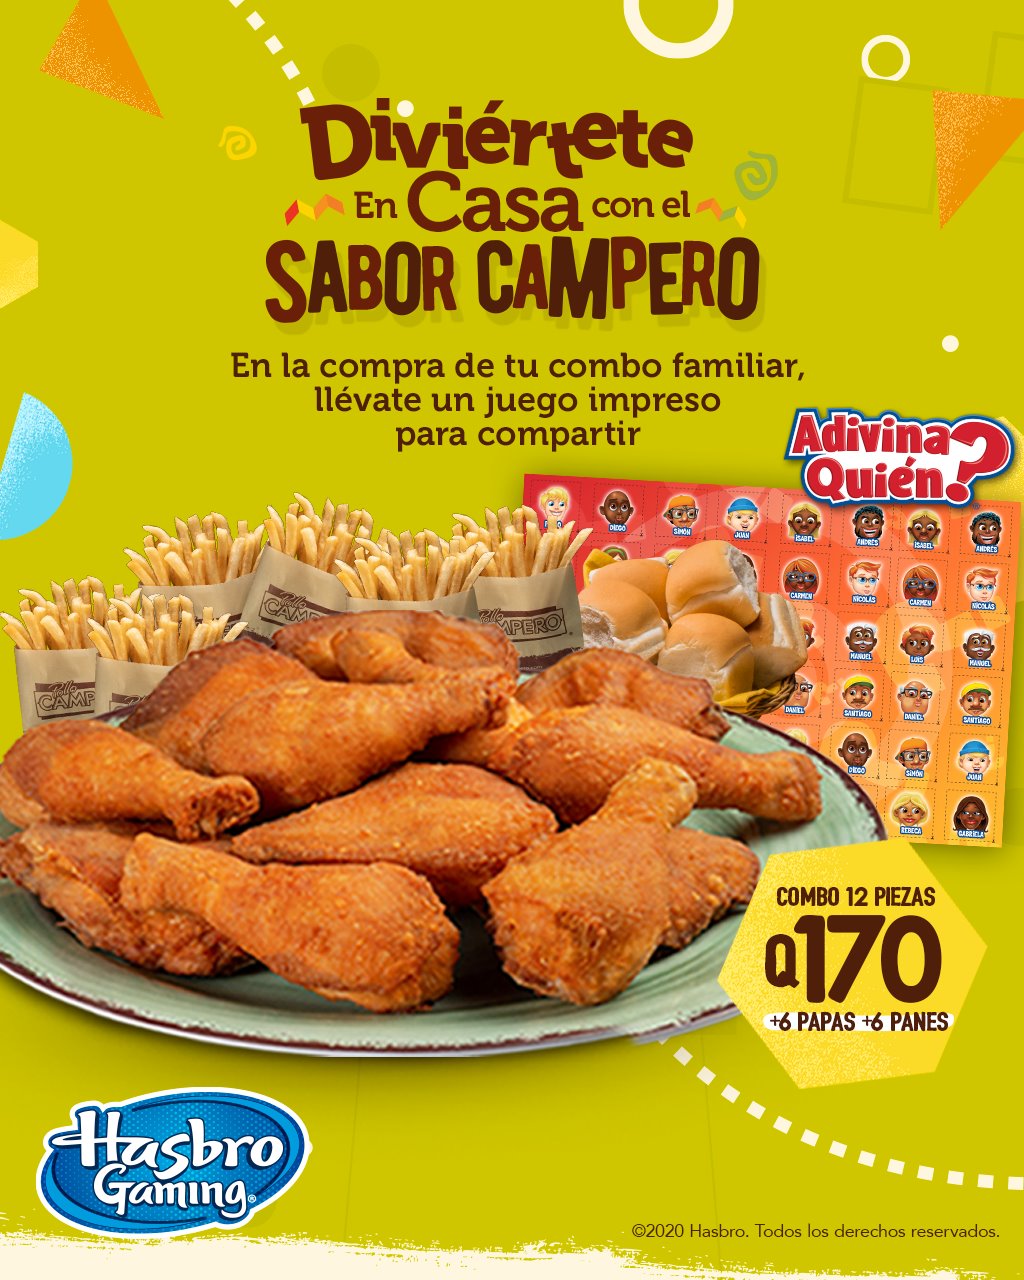 Diviértete
En Casa con el
SABOR CAMPERO
En la compra de tu combo familiar,
llévate un juego impreso
para compartir
Adivina
Quién?
DIEGO
SIMÓN
JUAN
ISABEL
ANDRÉS
ISABEL
ANDRÉS
CARMEN
NICOLÁS
CARMEN
NICOLÁS
MANUEL
LUIS
MANUEL
DANIEL
SANTIAGO
DANIEL
SANTIAGO
DIEGO
SIMÓN
JUAN
REBECA
GABRIELA
Pollo
CAMPERO
COMBO 12 PIEZAS
Q170
+6 PAPAS +6 PANES
Hasbro
Gaming
©2020 Hasbro. Todos los derechos reservados.